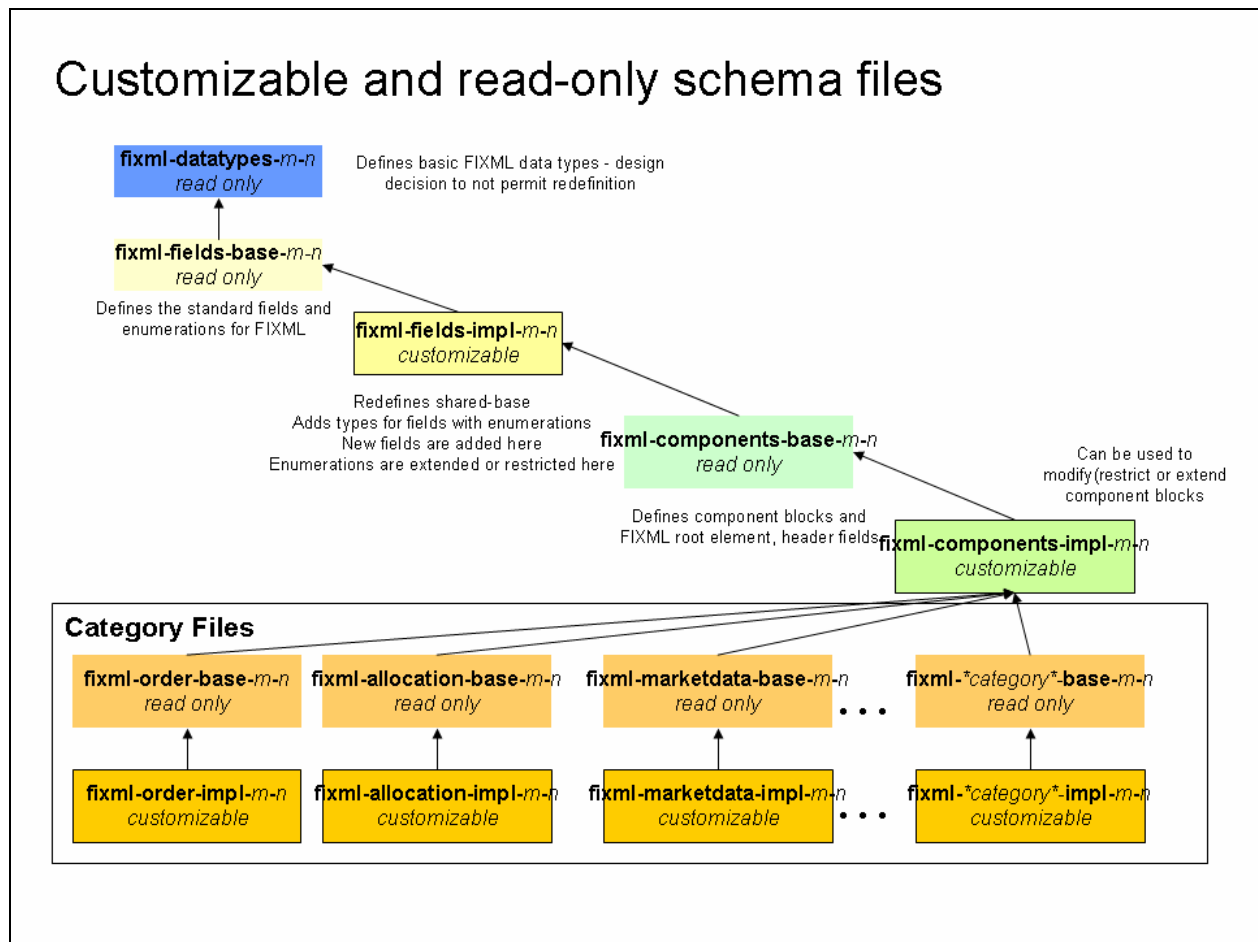 Customizable and read-only schema files
fixml-datatypes-m-n
read only
Defines basic FIXML data types - design
decision to not permit redefinition
fixml-fields-base-m-n
read only
Defines the standard fields and
enumerations for FIXML
fixml-fields-impl-m-n
customizable
Redefines shared-base
Adds types for fields with enumerations
New fields are added here
Enumerations are extended or restricted here
fixml-components-base-m-n
read only
Can be used to
modify(restrict or extend
component blocks
Defines component blocks and
FIXML root element, header fields
fixml-components-impl-m-n
customizable
Category Files
fixml-order-base-m-n
read only
fixml-allocation-base-m-n
read only
fixml-marketdata-base-m-n
read only
• • •
fixml-*category*-base-m-n
read only
fixml-order-impl-m-n
customizable
fixml-allocation-impl-m-n
customizable
fixml-marketdata-impl-m-n
customizable
• • •
fixml-*category*-impl-m-n
customizable